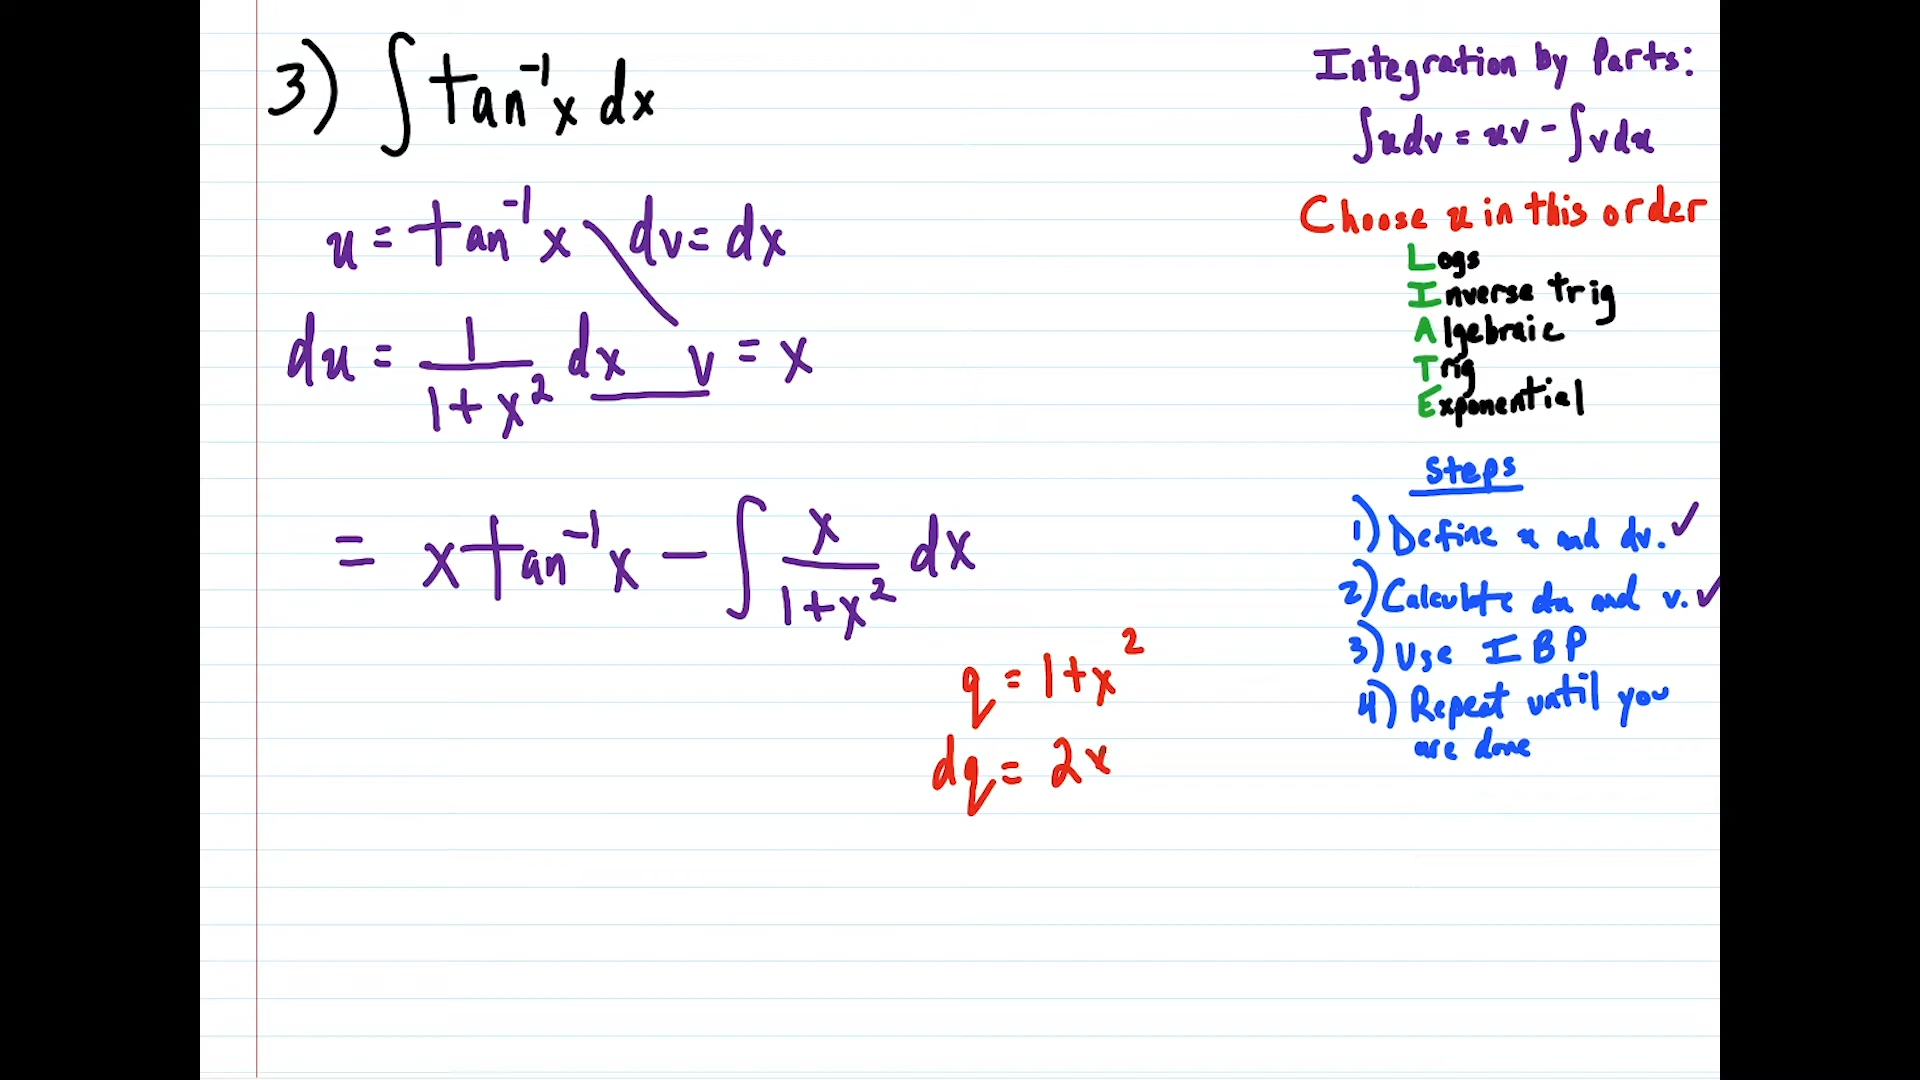 3) ∫ tan⁻¹x dx
u = tan⁻¹x dv = dx
du = 1/(1+x²) dx v = x
= x tan⁻¹x − ∫ x/(1+x²) dx
q = 1+x²
dq = 2x
Integration by Parts:
∫udv = uv - ∫vdu
Choose u in this order
Logs
Inverse trig
Algebraic
Trig
Exponential
Steps
1) Define u and dv. ✓
2) Calculate du and v. ✓
3) Use IBP
4) Repeat until you
are done